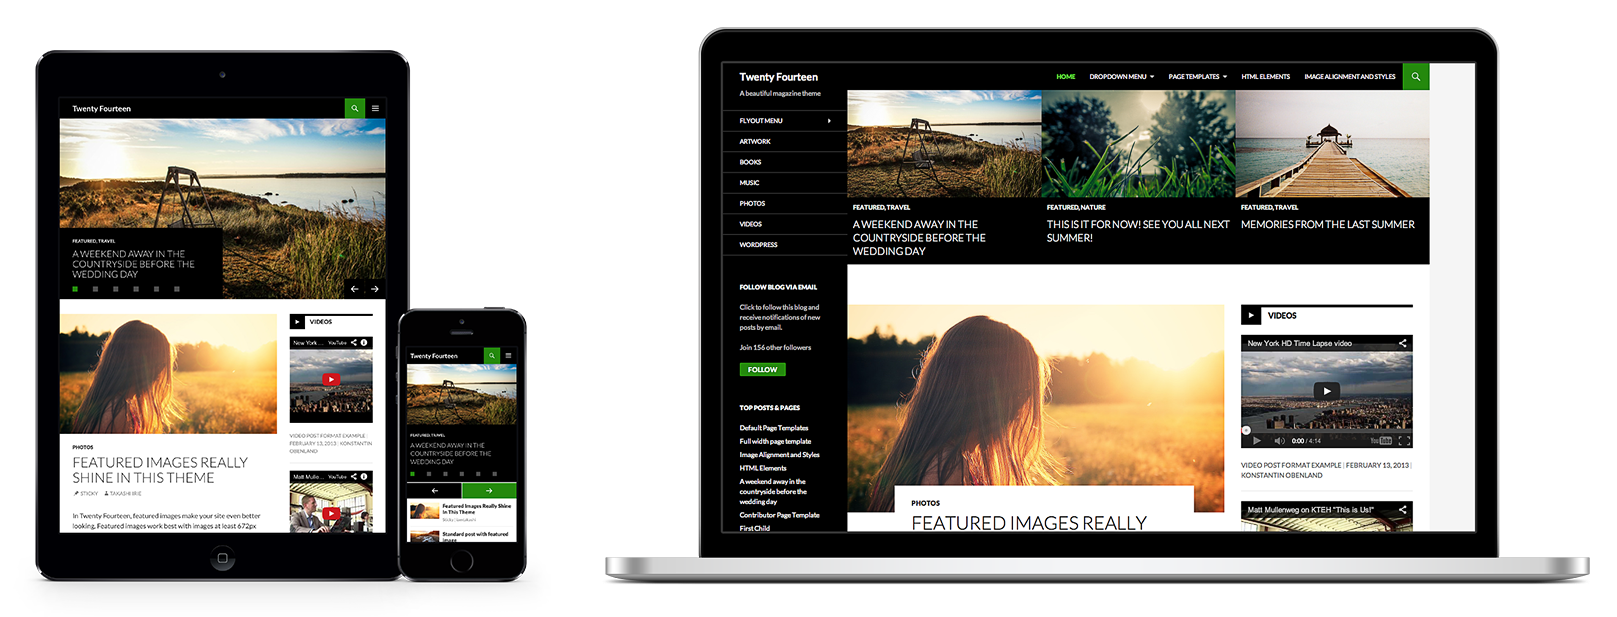 Twenty Fourteen
FEATURED, TRAVEL
A WEEKEND AWAY IN THE
COUNTRYSIDE BEFORE THE
WEDDING DAY
VIDEOS
New York ... YouTube
VIDEO POST FORMAT EXAMPLE |
FEBRUARY 13, 2013 | KONSTANTIN
OBENLAND
Matt Mulle... YouTube
PHOTOS
FEATURED IMAGES REALLY
SHINE IN THIS THEME
STICKY TAKASHI IRIE
In Twenty Fourteen, featured images make your site even better
looking. Featured images work best with images at least 672px
Twenty Fourteen
FEATURED, TRAVEL
A WEEKEND AWAY IN THE
COUNTRYSIDE BEFORE THE
WEDDING DAY
Featured Images Really Shine
In This Theme
Standard post with featured
image
Twenty Fourteen
A beautiful magazine theme
HOME DROPDOWN MENU PAGE TEMPLATES HTML ELEMENTS IMAGE ALIGNMENT AND STYLES
FLYOUT MENU
ARTWORK
BOOKS
MUSIC
PHOTOS
VIDEOS
WORDPRESS
FOLLOW BLOG VIA EMAIL
Click to follow this blog and
receive notifications of new
posts by email.
Join 156 other followers
FOLLOW
TOP POSTS & PAGES
Default Page Templates
Full width page template
Image Alignment and Styles
HTML Elements
A weekend away in the
countryside before the
wedding day
Contributor Page Template
First Child
FEATURED, TRAVEL
A WEEKEND AWAY IN THE
COUNTRYSIDE BEFORE THE
WEDDING DAY
FEATURED, NATURE
THIS IS IT FOR NOW! SEE YOU ALL NEXT
SUMMER!
FEATURED, TRAVEL
MEMORIES FROM THE LAST SUMMER
PHOTOS
FEATURED IMAGES REALLY
VIDEOS
New York HD Time Lapse video
0:00 / 4:14 YouTube
VIDEO POST FORMAT EXAMPLE | FEBRUARY 13, 2013 |
KONSTANTIN OBENLAND
Matt Mullenweg on KTEH "This is Us!"